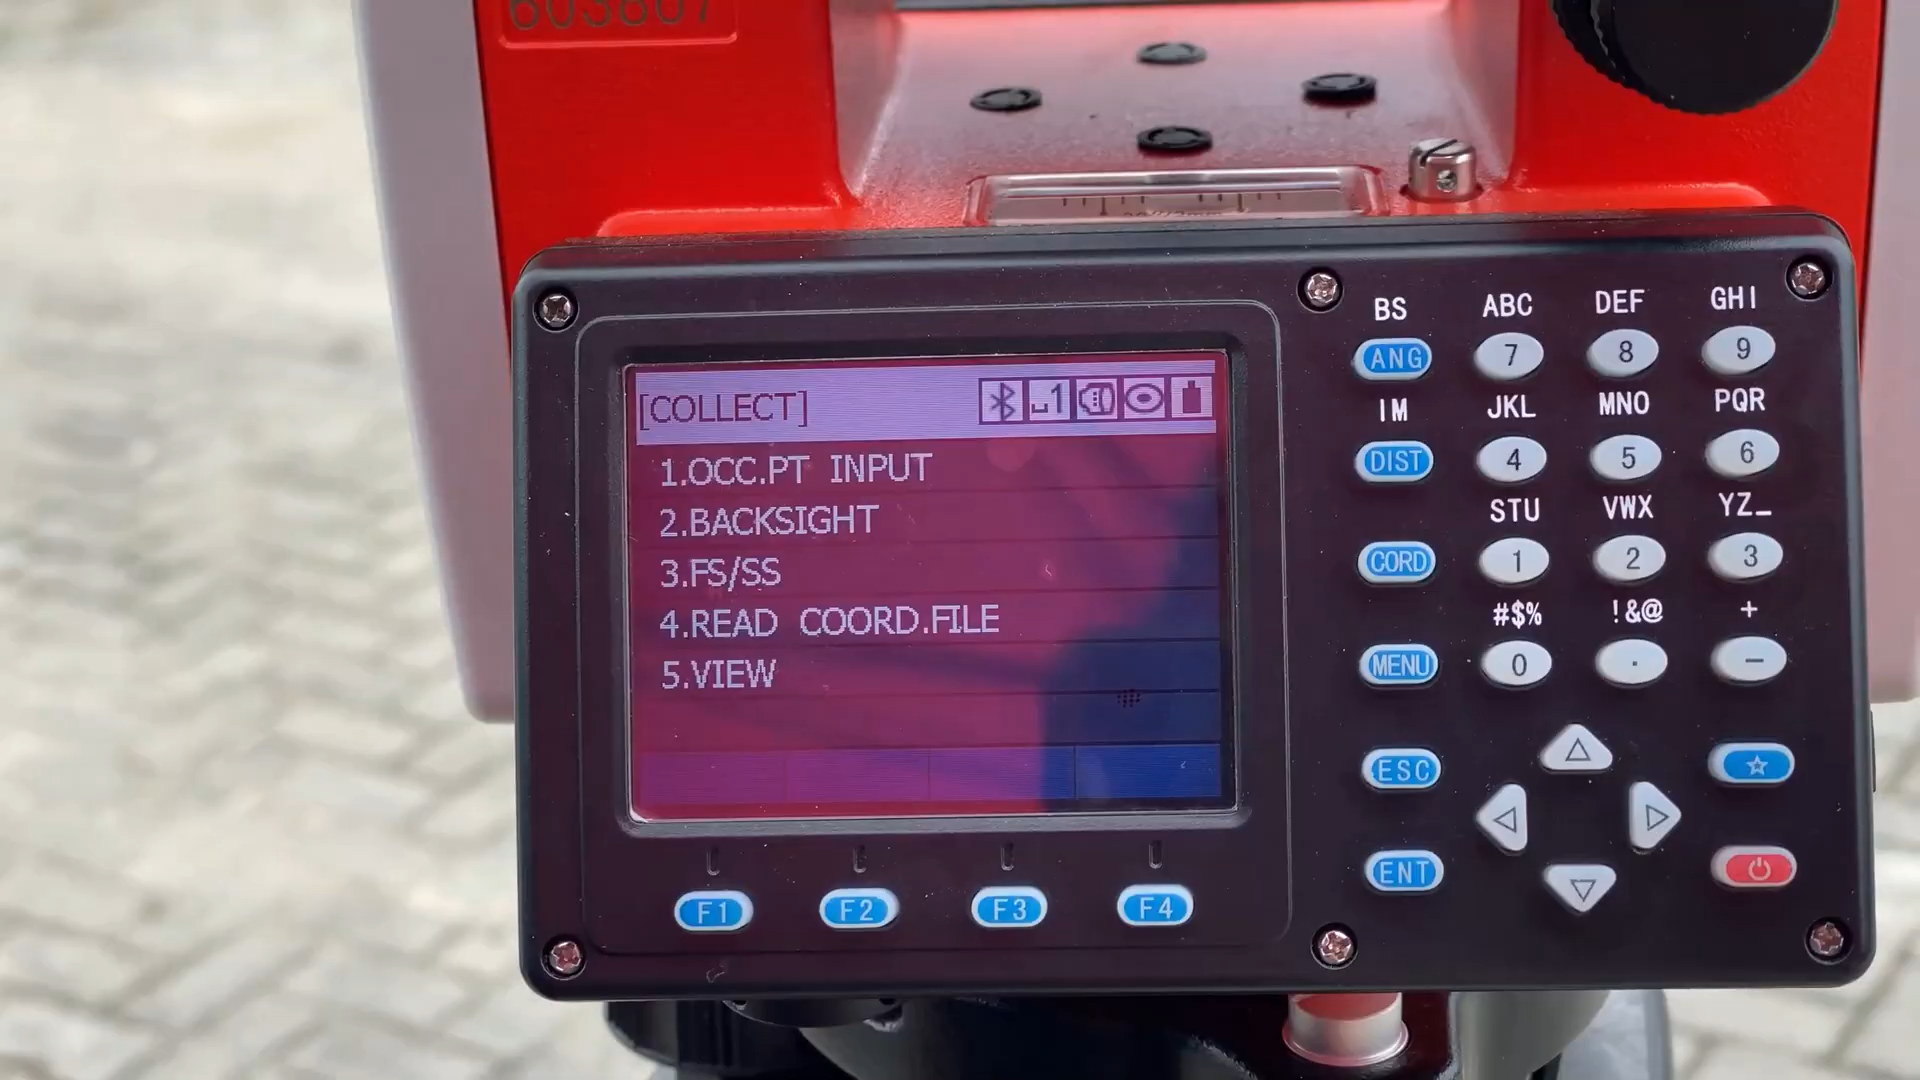 603807
[COLLECT]
1.OCC.PT INPUT
2.BACKSIGHT
3.FS/SS
4.READ COORD.FILE
5.VIEW
F1 F2 F3 F4
BS ABC DEF GHI
ANG 7 8 9
IM JKL MNO PQR
DIST 4 5 6
STU VWX YZ_
CORD 1 2 3
#$% !&@ +
MENU 0 . −
ESC
ENT